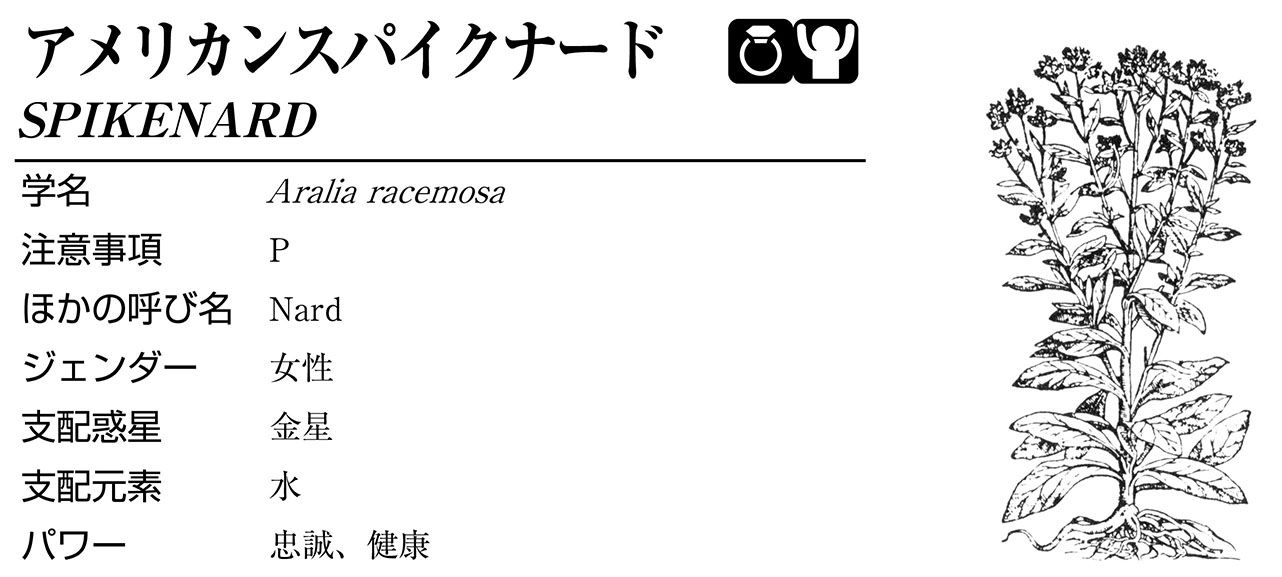 アメリカンスパイクナード
SPIKENARD
学名 Aralia racemosa
注意事項 P
ほかの呼び名 Nard
ジェンダー 女性
支配惑星 金星
支配元素 水
パワー 忠誠、健康